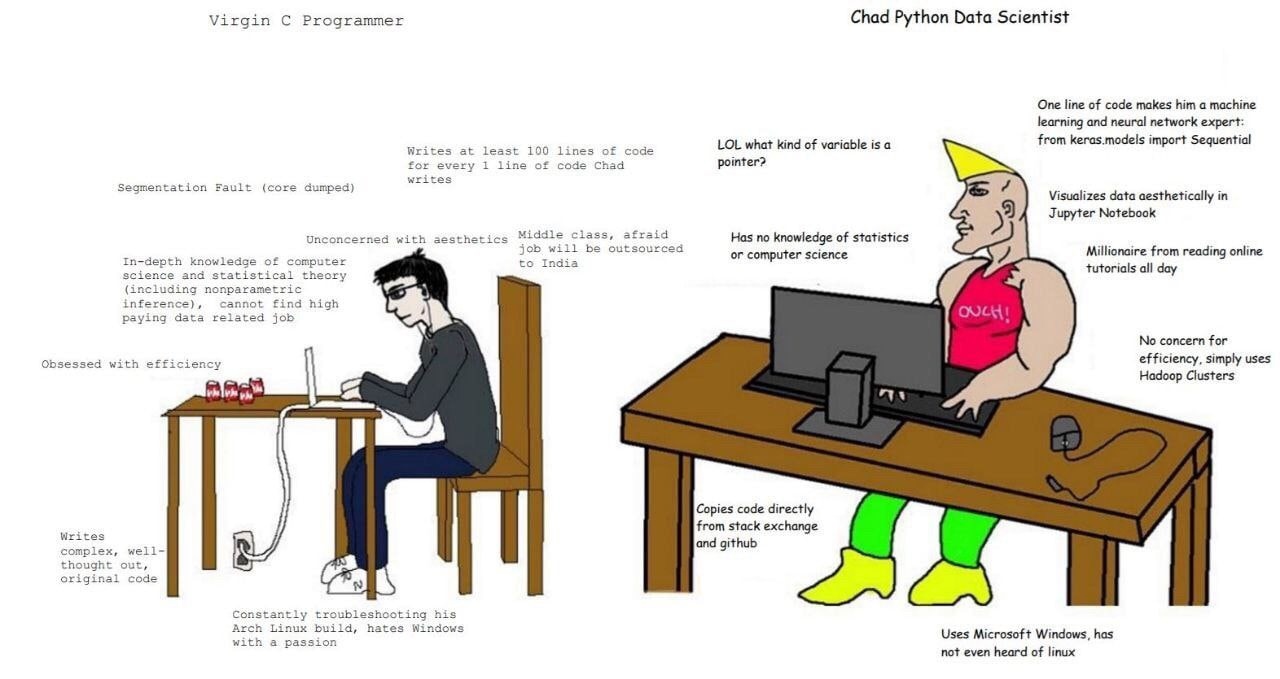 Virgin C Programmer
Writes at least 100 lines of code
for every 1 line of code Chad
writes
Segmentation Fault (core dumped)
Unconcerned with aesthetics
Middle class, afraid
job will be outsourced
to India
In-depth knowledge of computer
science and statistical theory
(including nonparametric
inference), cannot find high
paying data related job
Obsessed with efficiency
Writes
complex, well-
thought out,
original code
Constantly troubleshooting his
Arch Linux build, hates Windows
with a passion
Chad Python Data Scientist
One line of code makes him a machine
learning and neural network expert:
from keras.models import Sequential
LOL what kind of variable is a
pointer?
Visualizes data aesthetically in
Jupyter Notebook
Has no knowledge of statistics
or computer science
Millionaire from reading online
tutorials all day
OUCH!
No concern for
efficiency, simply uses
Hadoop Clusters
Copies code directly
from stack exchange
and github
Uses Microsoft Windows, has
not even heard of linux